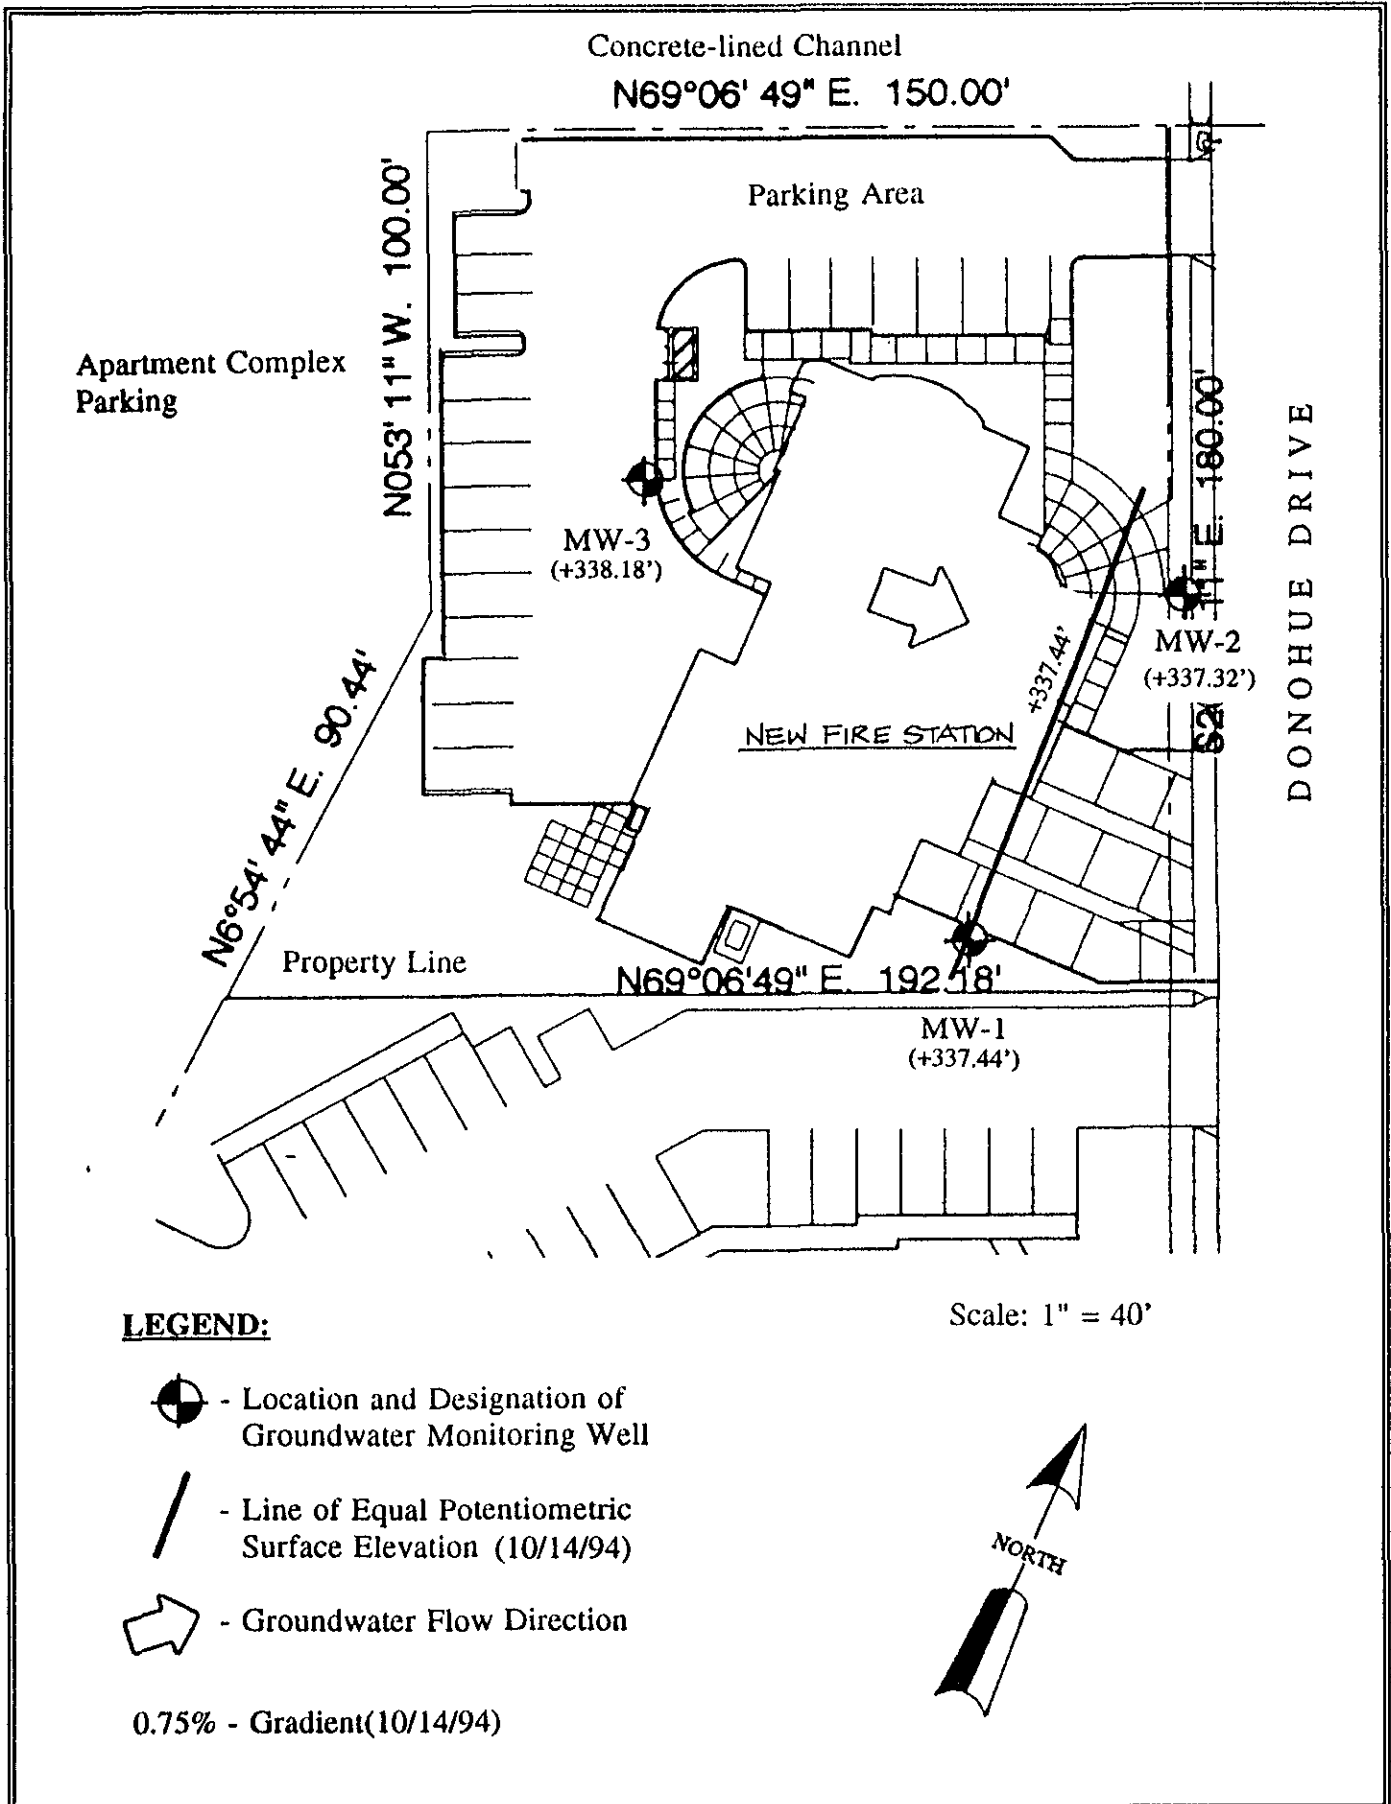 Concrete-lined Channel
N69°06' 49" E. 150.00'
Parking Area
N053' 11" W. 100.00'
Apartment Complex
Parking
180.00'
11" E.
DONOHUE DRIVE
MW-3
(+338.18')
MW-2
(+337.32')
+337.44'
NEW FIRE STATION
N6°54' 44" E. 90.44'
Property Line
N69°06'49" E. 192.18'
MW-1
(+337.44')
LEGEND:
Scale: 1" = 40'
- Location and Designation of
Groundwater Monitoring Well
- Line of Equal Potentiometric
Surface Elevation (10/14/94)
NORTH
- Groundwater Flow Direction
0.75% - Gradient(10/14/94)